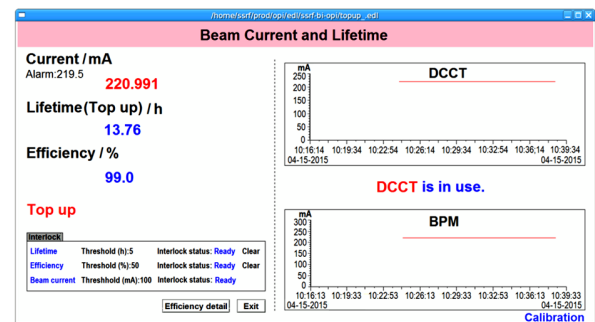 /home/ssrf/prod/opi/edl/ssrf-bi-opi/topup_.edl
Beam Current and Lifetime
Current / mA
Alarm:219.5
220.991
Lifetime(Top up) / h
13.76
Efficiency / %
99.0
Top up
Interlock
Lifetime Threshold (h):5 Interlock status: Ready Clear
Efficiency Threshold (%):50 Interlock status: Ready Clear
Beam current Threshhold (mA):100 Interlock status: Ready
Efficiency detail Exit
mA
DCCT
250
200
150
100
50
0
10:16:14 10:19:34 10:22:54 10:26:14 10:29:34 10:32:54 10:36:14 10:39:34
04-15-2015 04-15-2015
DCCT is in use.
mA
BPM
300
250
200
150
100
50
0
10:16:13 10:19:33 10:22:53 10:26:13 10:29:33 10:32:53 10:36:13 10:39:33
04-15-2015 04-15-2015
Calibration